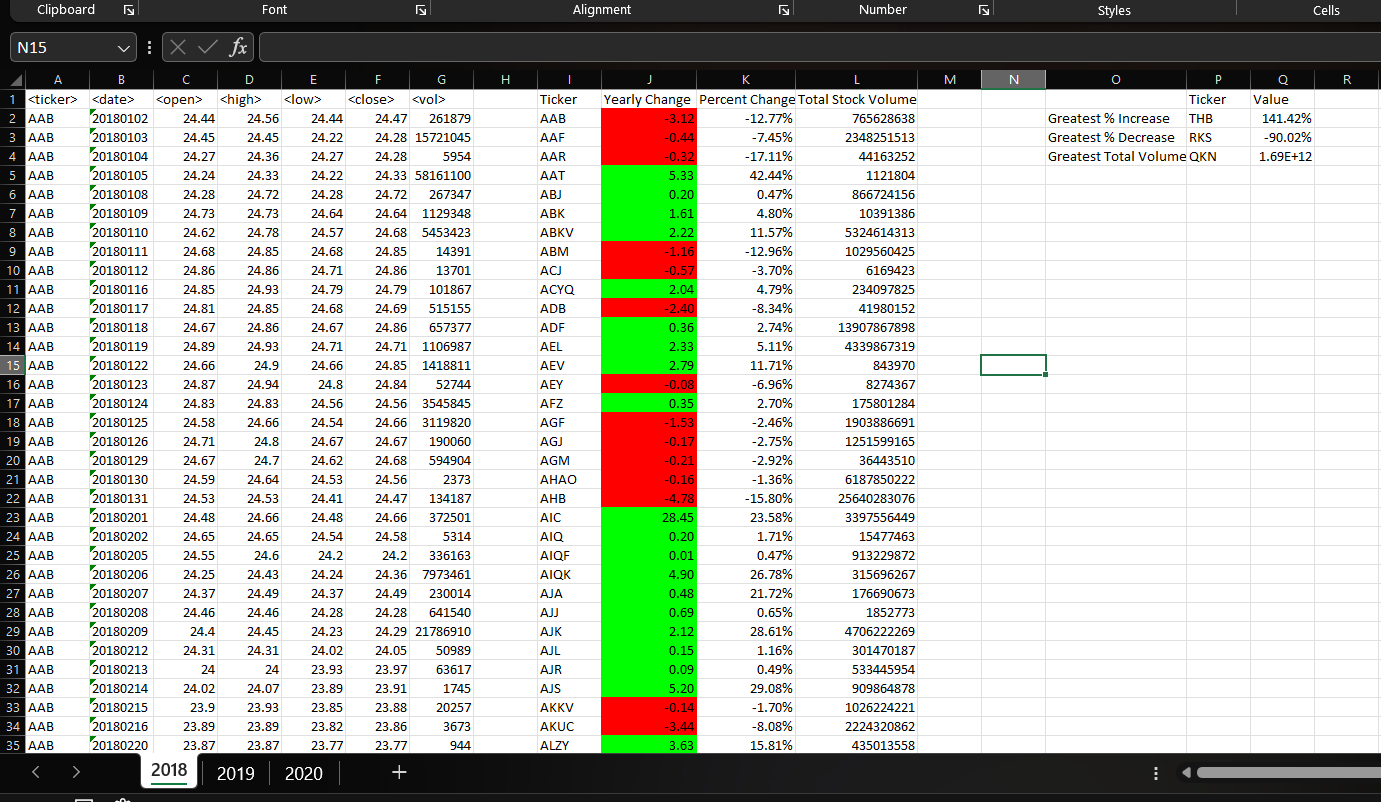 Clipboard Font Alignment Number Styles Cells
N15 fx
A B C D E F G H I J K L M N O P Q R
1 <ticker> <date> <open> <high> <low> <close> <vol> Ticker Yearly Change Percent Change Total Stock Volume Ticker Value
2 AAB 20180102 24.44 24.56 24.44 24.47 261879 AAB -3.12 -12.77% 765628638 Greatest % Increase THB 141.42%
3 AAB 20180103 24.45 24.45 24.22 24.28 15721045 AAF -0.44 -7.45% 2348251513 Greatest % Decrease RKS -90.02%
4 AAB 20180104 24.27 24.36 24.27 24.28 5954 AAR -0.32 -17.11% 44163252 Greatest Total Volume QKN 1.69E+12
5 AAB 20180105 24.24 24.33 24.22 24.33 58161100 AAT 5.33 42.44% 1121804
6 AAB 20180108 24.28 24.72 24.28 24.72 267347 ABJ 0.20 0.47% 866724156
7 AAB 20180109 24.73 24.73 24.64 24.64 1129348 ABK 1.61 4.80% 10391386
8 AAB 20180110 24.62 24.78 24.57 24.68 5453423 ABKV 2.22 11.57% 5324614313
9 AAB 20180111 24.68 24.85 24.68 24.85 14391 ABM -1.16 -12.96% 1029560425
10 AAB 20180112 24.86 24.86 24.71 24.86 13701 ACJ -0.57 -3.70% 6169423
11 AAB 20180116 24.85 24.93 24.79 24.79 101867 ACYQ 2.04 4.79% 234097825
12 AAB 20180117 24.81 24.85 24.68 24.69 515155 ADB -2.40 -8.34% 41980152
13 AAB 20180118 24.67 24.86 24.67 24.86 657377 ADF 0.36 2.74% 13907867898
14 AAB 20180119 24.89 24.93 24.71 24.71 1106987 AEL 2.33 5.11% 4339867319
15 AAB 20180122 24.66 24.9 24.66 24.85 1418811 AEV 2.79 11.71% 843970
16 AAB 20180123 24.87 24.94 24.8 24.84 52744 AEY -0.08 -6.96% 8274367
17 AAB 20180124 24.83 24.83 24.56 24.56 3545845 AFZ 0.35 2.70% 175801284
18 AAB 20180125 24.58 24.66 24.54 24.66 3119820 AGF -1.53 -2.46% 1903886691
19 AAB 20180126 24.71 24.8 24.67 24.67 190060 AGJ -0.17 -2.75% 1251599165
20 AAB 20180129 24.67 24.7 24.62 24.68 594904 AGM -0.21 -2.92% 36443510
21 AAB 20180130 24.59 24.64 24.53 24.56 2373 AHAO -0.16 -1.36% 6187850222
22 AAB 20180131 24.53 24.53 24.41 24.47 134187 AHB -4.78 -15.80% 25640283076
23 AAB 20180201 24.48 24.66 24.48 24.66 372501 AIC 28.45 23.58% 3397556449
24 AAB 20180202 24.65 24.65 24.54 24.58 5314 AIQ 0.20 1.71% 15477463
25 AAB 20180205 24.55 24.6 24.2 24.2 336163 AIQF 0.01 0.47% 913229872
26 AAB 20180206 24.25 24.43 24.24 24.36 7973461 AIQK 4.90 26.78% 315696267
27 AAB 20180207 24.37 24.49 24.37 24.49 230014 AJA 0.48 21.72% 176690673
28 AAB 20180208 24.46 24.46 24.28 24.28 641540 AJJ 0.69 0.65% 1852773
29 AAB 20180209 24.4 24.45 24.23 24.29 21786910 AJK 2.12 28.61% 4706222269
30 AAB 20180212 24.31 24.31 24.02 24.05 50989 AJL 0.15 1.16% 301470187
31 AAB 20180213 24 24 23.93 23.97 63617 AJR 0.09 0.49% 533445954
32 AAB 20180214 24.02 24.07 23.89 23.91 1745 AJS 5.20 29.08% 909864878
33 AAB 20180215 23.9 23.93 23.85 23.88 20257 AKKV -0.14 -1.70% 1026224221
34 AAB 20180216 23.89 23.89 23.82 23.86 3673 AKUC -3.44 -8.08% 2224320862
35 AAB 20180220 23.87 23.87 23.77 23.77 944 ALZY 3.63 15.81% 435013558
2018 2019 2020